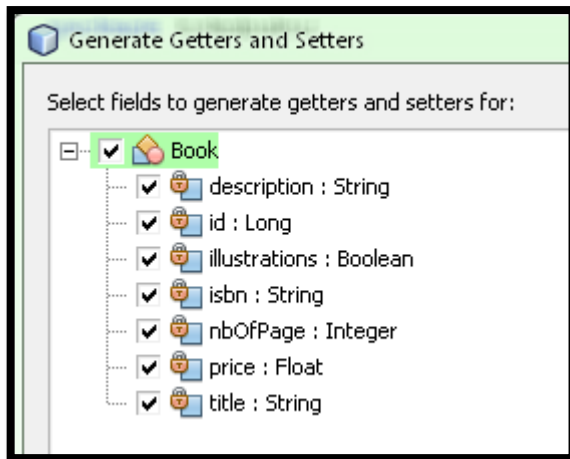 Generate Getters and Setters
Select fields to generate getters and setters for:
Book
description : String
id : Long
illustrations : Boolean
isbn : String
nbOfPage : Integer
price : Float
title : String